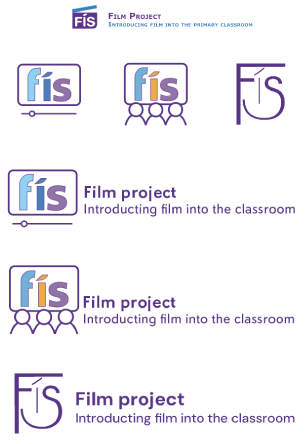 FÍS
FILM PROJECT
INTRODUCING FILM INTO THE PRIMARY CLASSROOM
fís
fís
FÍS
fís
Film project
Introducting film into the classroom
fís
Film project
Introducting film into the classroom
FÍS
Film project
Introducting film into the classroom